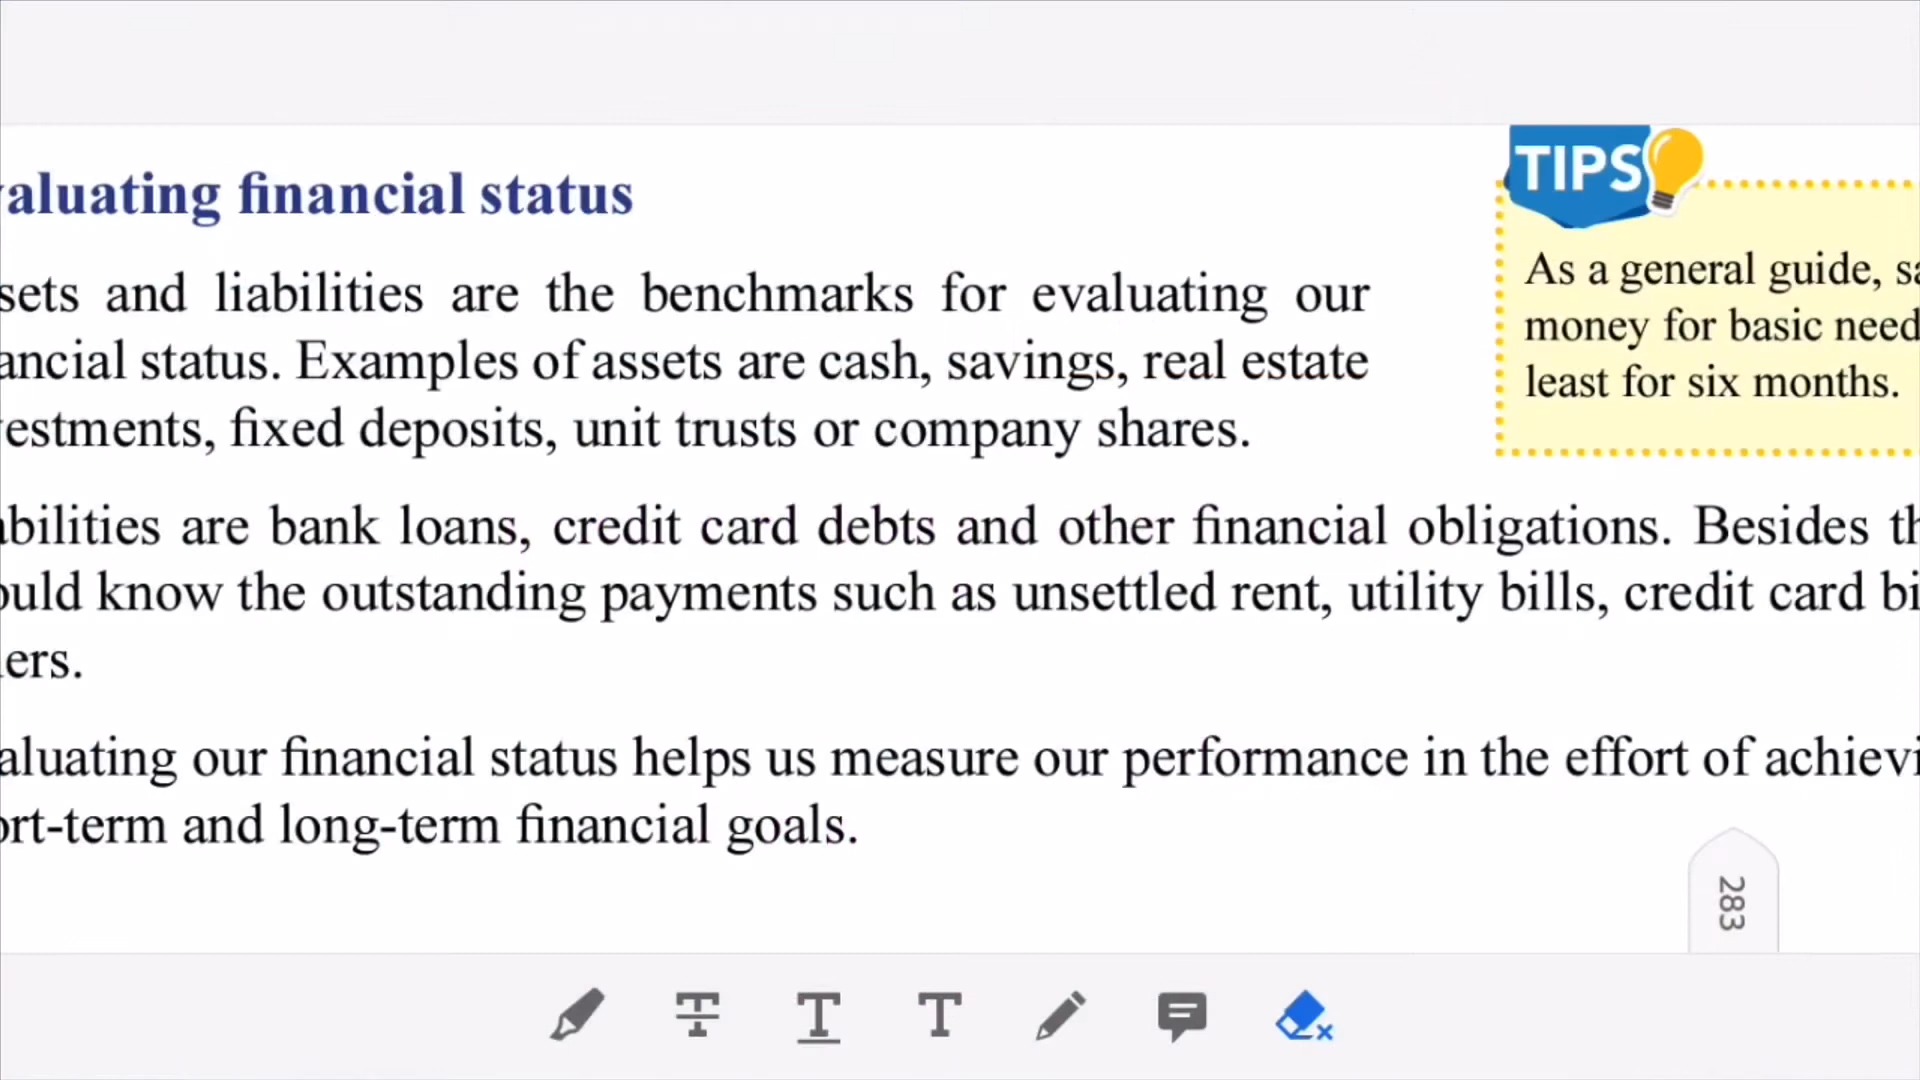 valuating financial status
sets and liabilities are the benchmarks for evaluating our
ancial status. Examples of assets are cash, savings, real estate
estments, fixed deposits, unit trusts or company shares.
TIPS
As a general guide, sa
money for basic need
least for six months.
abilities are bank loans, credit card debts and other financial obligations. Besides th
ould know the outstanding payments such as unsettled rent, utility bills, credit card bi
ers.
aluating our financial status helps us measure our performance in the effort of achievi
ort-term and long-term financial goals.
283